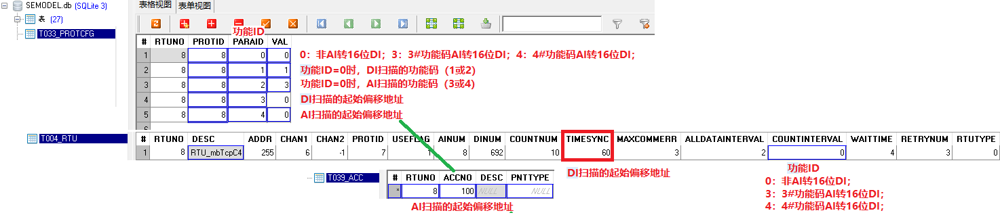 SEMODEL.db (SQLite 3)
表 (27)
T033_PROTCFG
表格视图 表单视图
功能ID
# RTUNO PROTID PARAID VAL
1 8 8 0 0 0：非AI转16位DI；3：3#功能码AI转16位DI；4：4#功能码AI转16位DI；
2 8 8 1 1 功能ID=0时，DI扫描的功能码（1或2）
3 8 8 2 3 功能ID=0时，AI扫描的功能码（3或4）
4 8 8 3 0 DI扫描的起始偏移地址
5 8 8 4 0 AI扫描的起始偏移地址
T004_RTU
# RTUNO DESC ADDR CHAN1 CHAN2 PROTID USEFLAG AINUM DINUM COUNTNUM TIMESYNC MAXCOMMERR ALLDATAINTERVAL COUNTINTERVAL WAITTIME RETRYNUM RTUTYPE
1 8 RTU_mbTcpC4 255 6 -1 7 1 8 692 10 60 3 2 0 4 3 0
DI扫描的起始偏移地址
功能ID
0：非AI转16位DI；
3：3#功能码AI转16位DI；
4：4#功能码AI转16位DI；
T039_ACC
# RTUNO ACCNO DESC PNTTYPE
* 8 100 NULL NULL
AI扫描的起始偏移地址